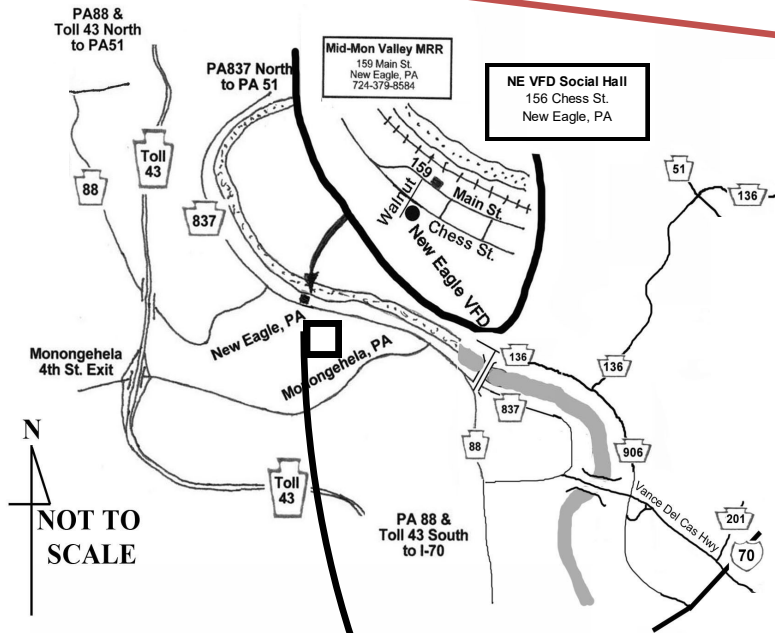 PA88 &
Toll 43 North
to PA51
PA837 North
to PA 51
Mid-Mon Valley MRR
159 Main St.
New Eagle, PA
724-379-8584
NE VFD Social Hall
156 Chess St.
New Eagle, PA
Toll
43
88
837
159
Main St.
Walnut
Chess St.
New Eagle VFD
51
136
New Eagle, PA
Monongehela, PA
Monongehela
4th St. Exit
136
136
837
88
906
N
NOT TO
SCALE
Toll
43
PA 88 &
Toll 43 South
to I-70
Vance Del Cas Hwy
201
70